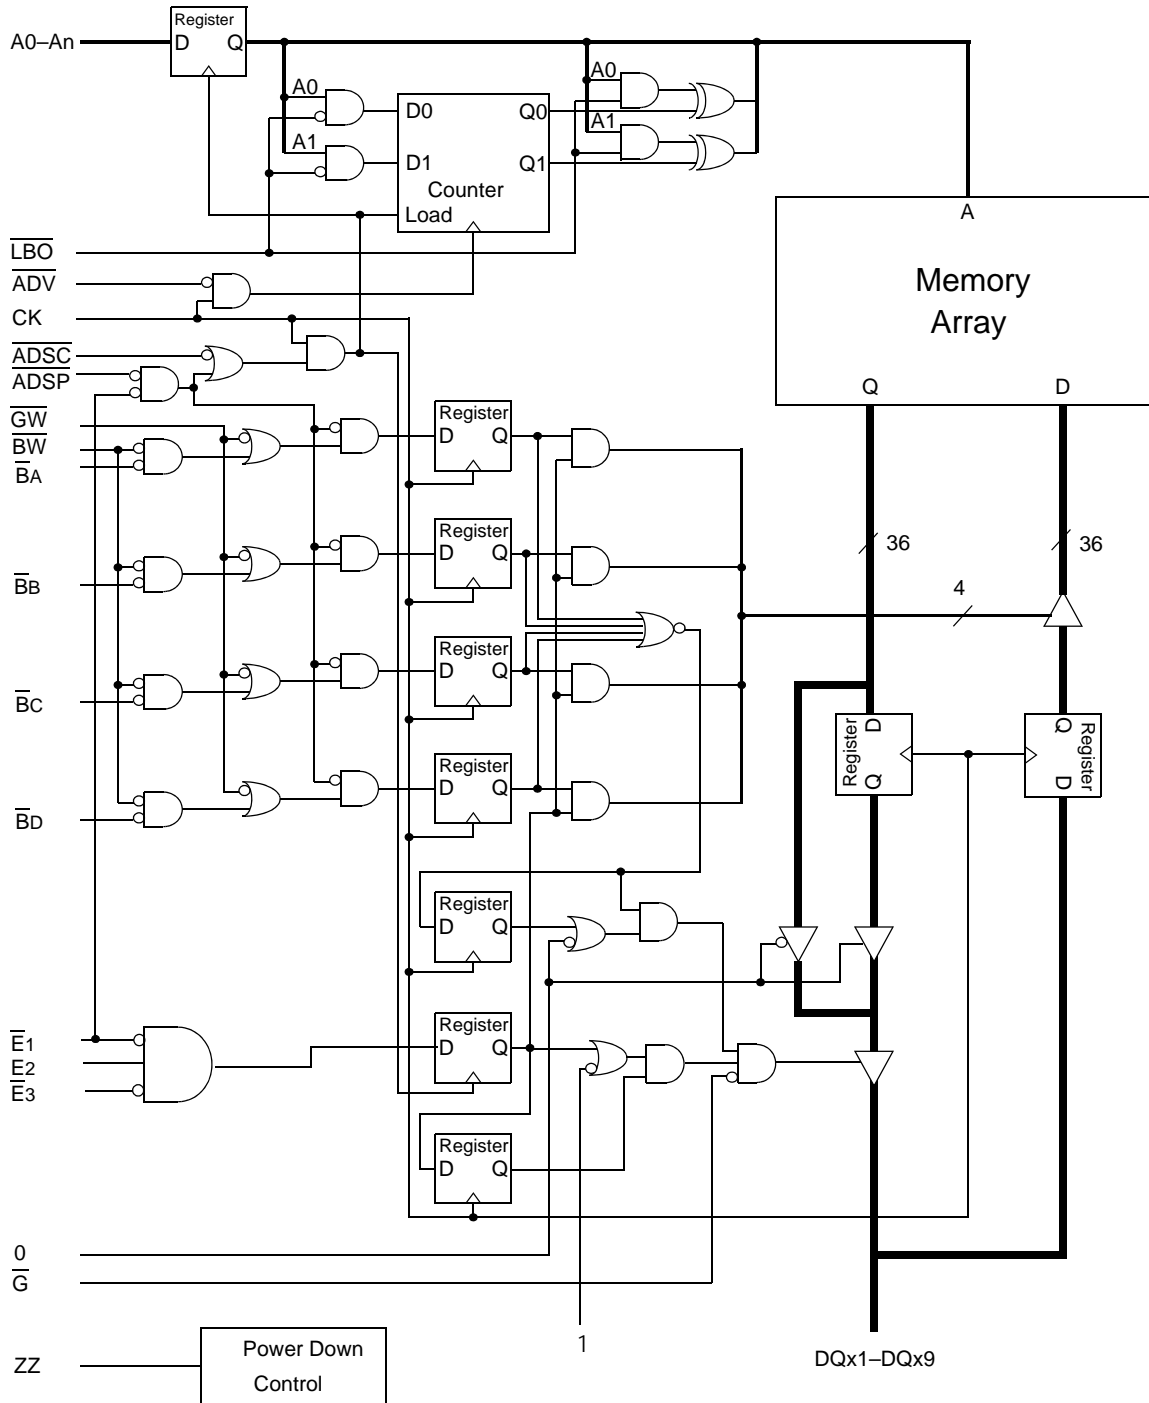 Register
A0–An
D Q
A0
A0
D0
Q0
A1
A1
D1
Q1
Counter
Load
A
LBO
ADV
Memory
CK
Array
ADSC
ADSP
Q D
GW
Register
BW
D Q
BA
Register
36
36
D Q
BB
4
Register
D Q
BC
Register
D
Q
Q
Register
D
Register
D Q
BD
Register
D Q
Register
E1
D Q
E2
E3
Register
D Q
0
G
1
Power Down
DQx1–DQx9
ZZ
Control